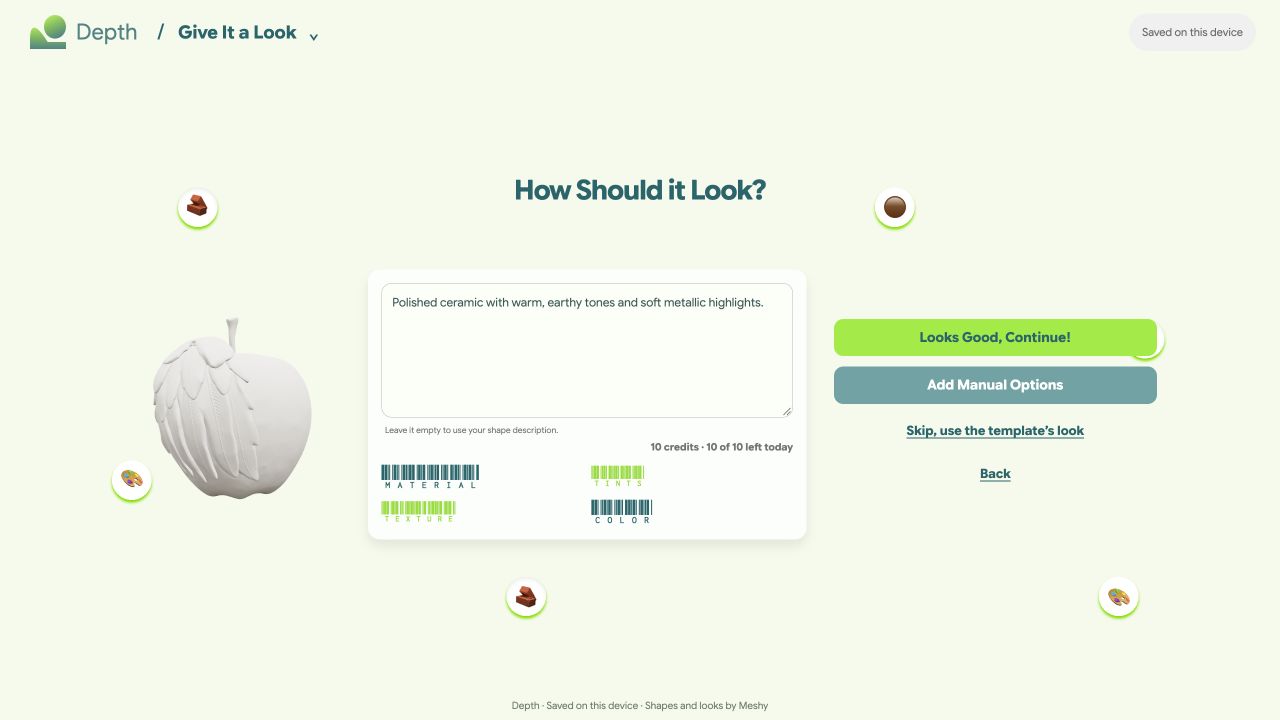 Depth / Give It a Look
Saved on this device
How Should it Look?
Polished ceramic with warm, earthy tones and soft metallic highlights.
Leave it empty to use your shape description.
10 credits · 10 of 10 left today
MATERIAL
TINTS
TEXTURE
COLOR
Looks Good, Continue!
Add Manual Options
Skip, use the template's look
Back
Depth · Saved on this device · Shapes and looks by Meshy